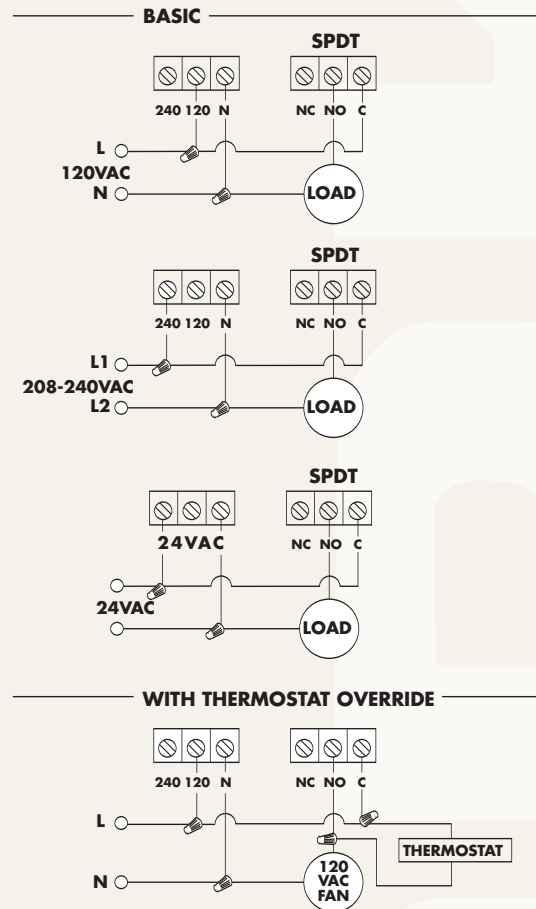 BASIC
SPDT
240 120 N NC NO C
L
120VAC
N LOAD
SPDT
240 120 N NC NO C
L1
208-240VAC
L2 LOAD
SPDT
24VAC NC NO C
24VAC
LOAD
WITH THERMOSTAT OVERRIDE
240 120 N NC NO C
L
THERMOSTAT
N 120
VAC
FAN